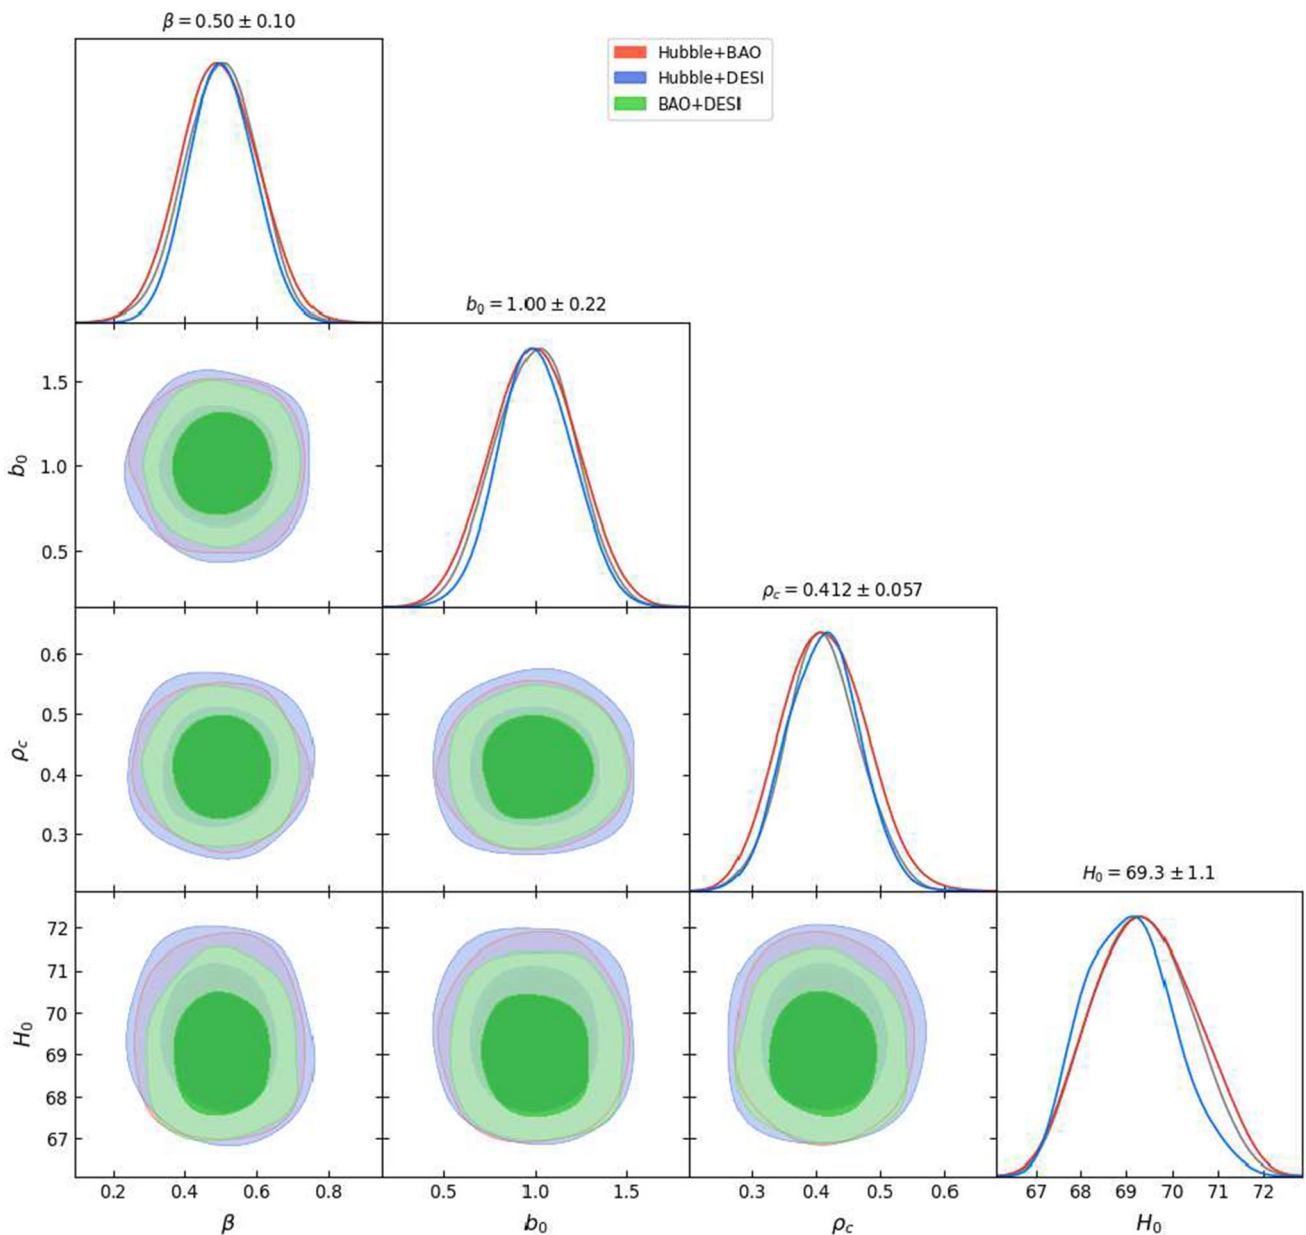 β = 0.50 ± 0.10
Hubble+BAO
Hubble+DESI
BAO+DESI
b₀ = 1.00 ± 0.22
1.5
1.0
0.5
b₀
ρ_c = 0.412 ± 0.057
0.6
0.5
0.4
0.3
ρ_c
H₀ = 69.3 ± 1.1
72
71
70
69
68
67
H₀
0.2 0.4 0.6 0.8
0.5 1.0 1.5
0.3 0.4 0.5 0.6
67 68 69 70 71 72
β
b₀
ρ_c
H₀